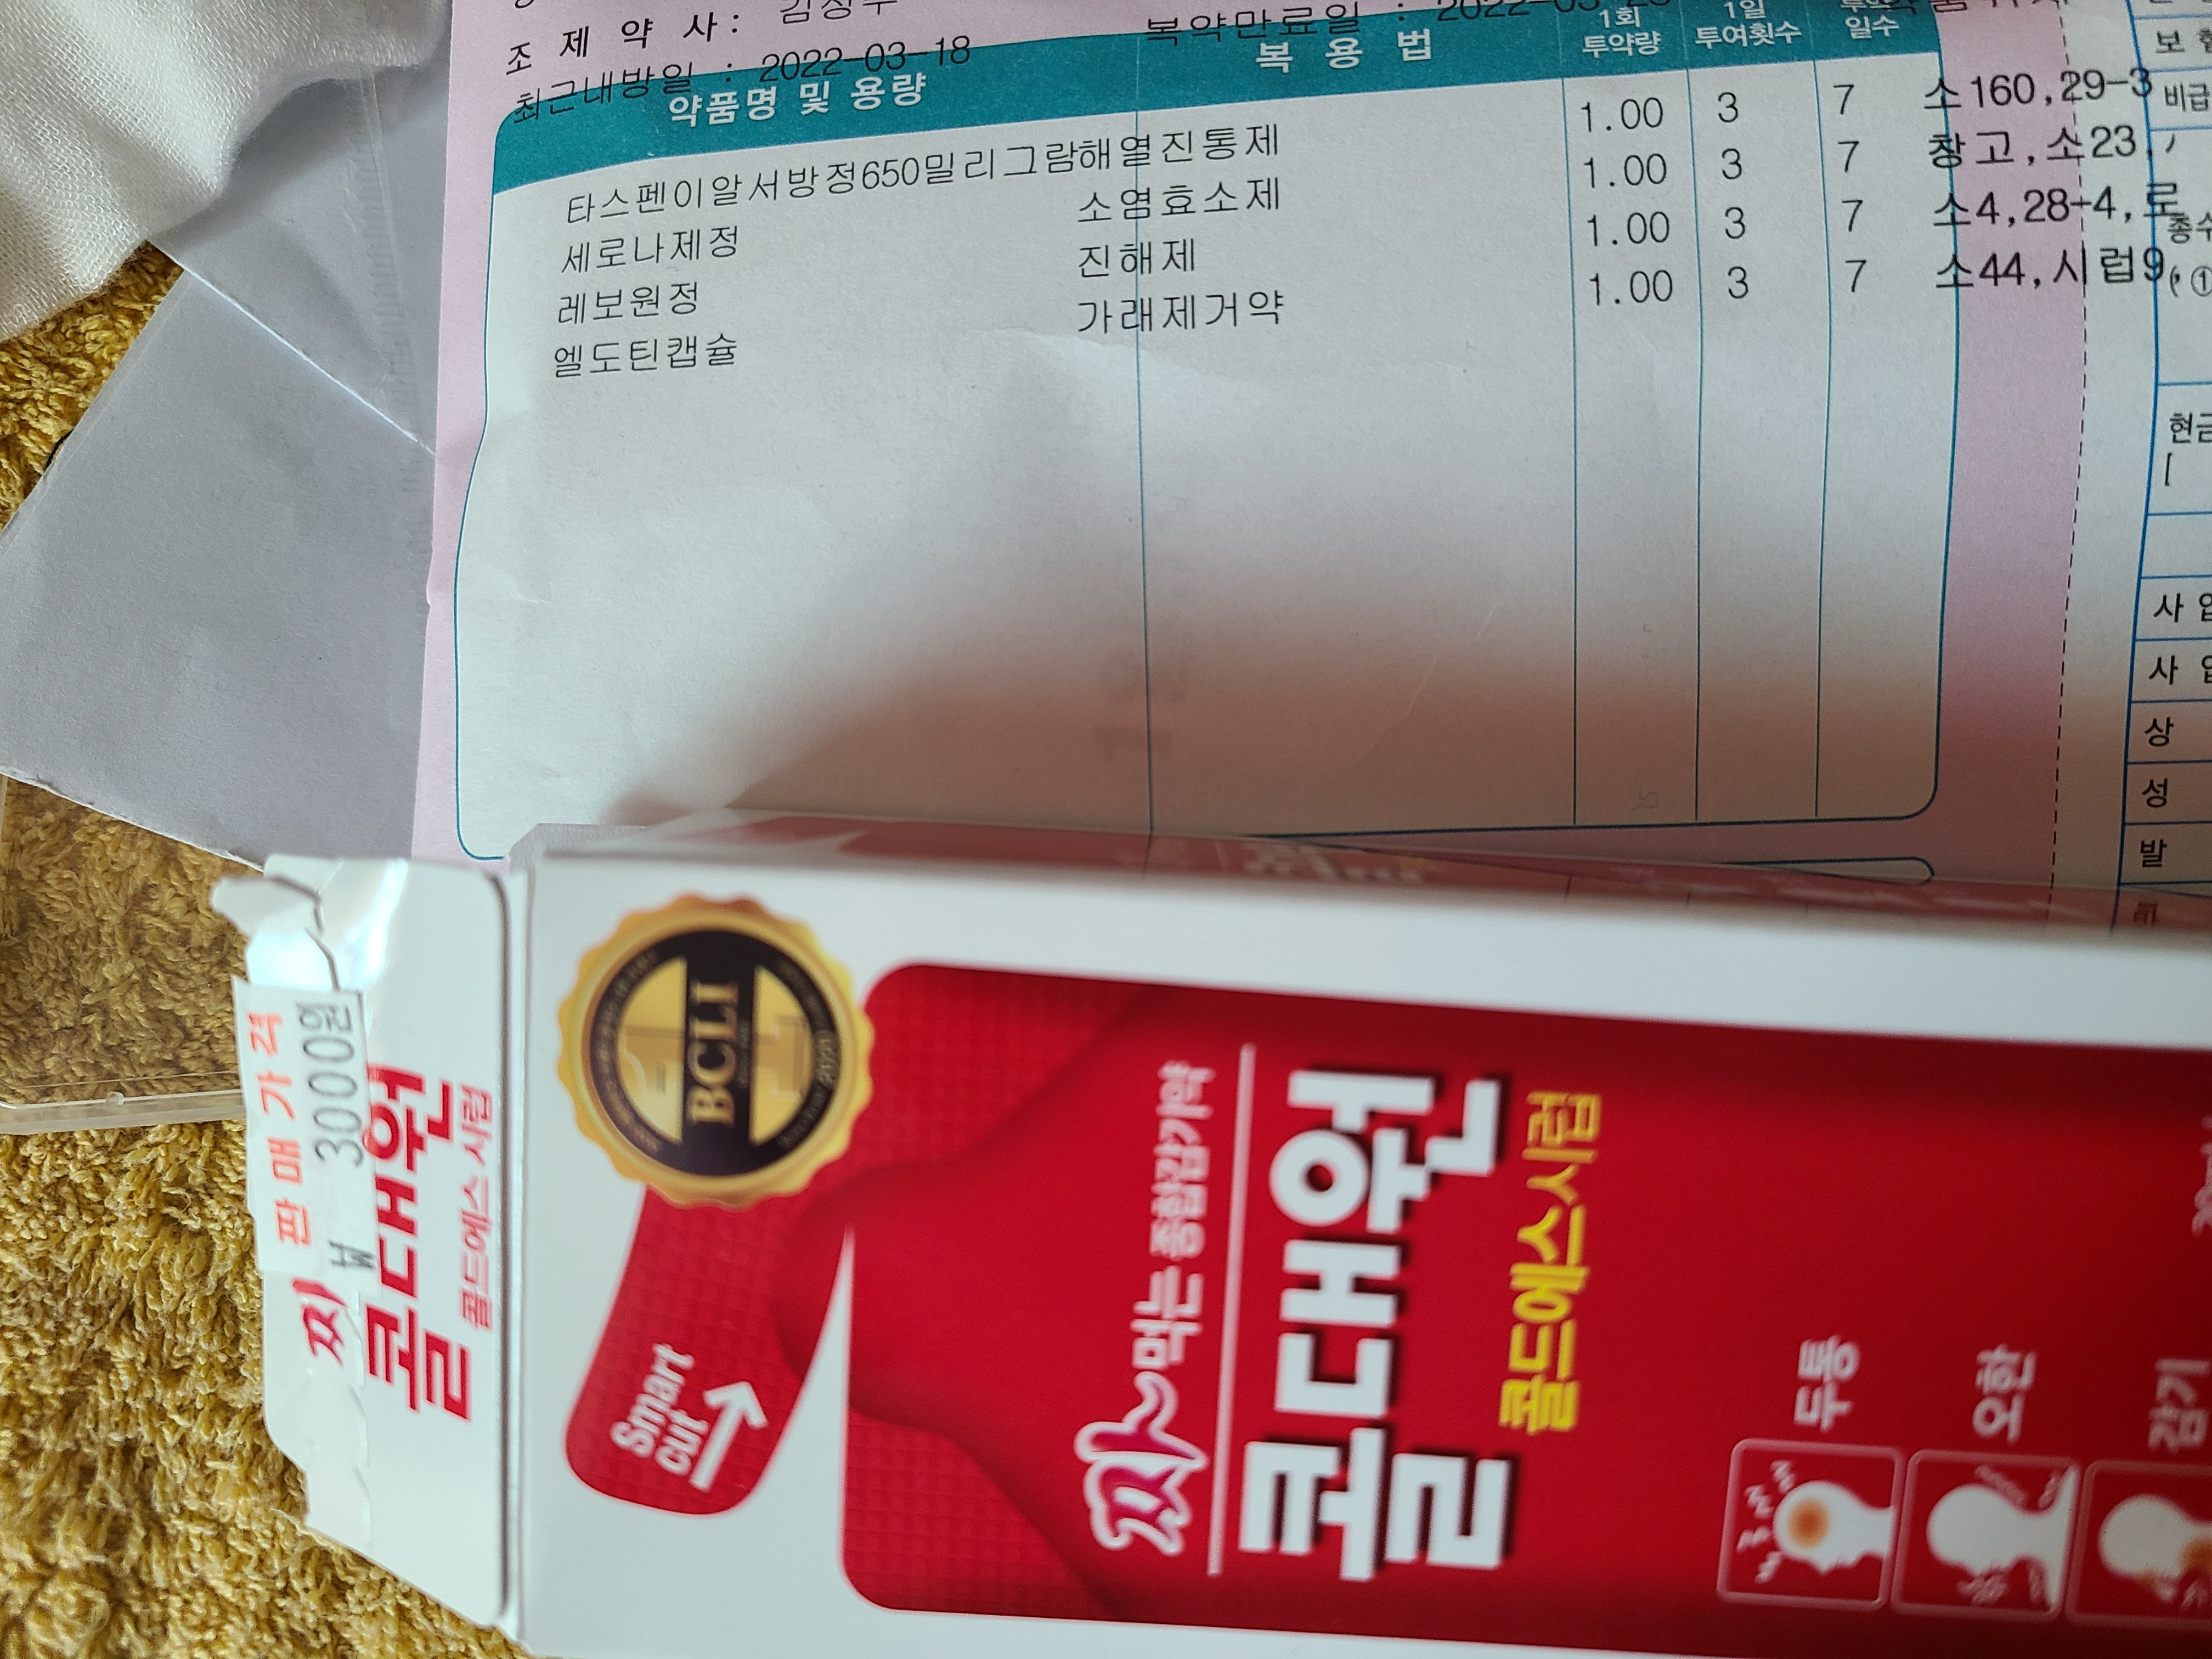 조 제 약 사 :
최근내방일 : 2022-03-18
복약만료일 :
약품명 및 용량
복 용 법
1회
투약량
1일
투여횟수
일수
타스펜이알서방정650밀리그람해열진통제 1.00 3 7 소160,29-3
세로나제정 소염효소제 1.00 3 7 창고,소23,
레보원정 진해제 1.00 3 7 소4,28-4,로
엘도틴캡슐 가래제거약 1.00 3 7 소44,시럽9,
보
비급
총수
( ①
현금
[
사 업
사 업
상
성
발
판매가격
₩ 3000원
짜
콜대원
콜드에스 시럽
BCLI
Smart
cut
짜 먹는 종합감기약
콜대원
콜드에스시럽
두통
오한
감기